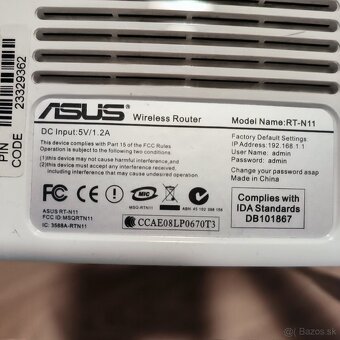 PIN
CODE 23329362
ASUS Wireless Router Model Name:RT-N11
DC Input:5V/1.2A
This device complies with Part 15 of the FCC Rules
Operation is subject to the following two conditions:
(1)this device may not cause harmful interference,and
(2)this device must accept any interference received,
including interference that may cause undesired
operation.
Factory Default Settings:
IP Address:192.168.1.1
User name: admin
Password: admin
Change your password asap
Made in China
CE FC MIC
MSQ-RTN11
ASUS RT-N11
FCC ID:MSQRTN11
IC: 3568A-RTN11
CCAE08LP0670T3
Complies with
IDA Standards
DB101867
bazos.sk